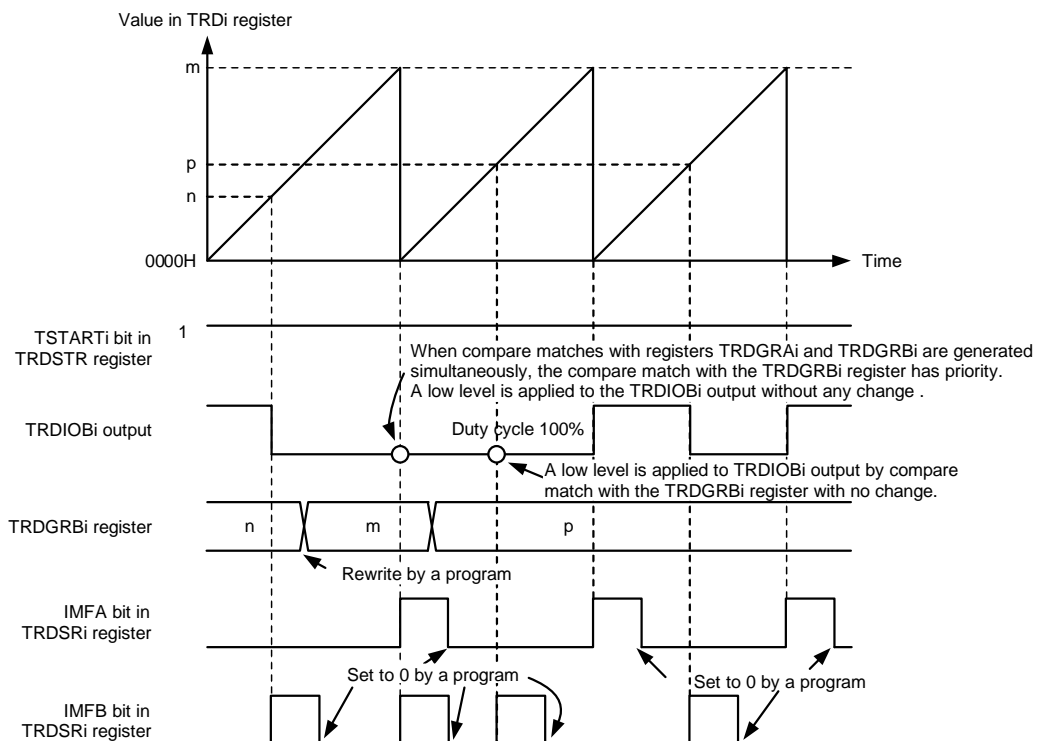 Value in TRDi register
m
p
n
0000H
Time
TSTARTi bit in
TRDSTR register
1
When compare matches with registers TRDGRAi and TRDGRBi are generated
simultaneously, the compare match with the TRDGRBi register has priority.
A low level is applied to the TRDIOBi output without any change .
TRDIOBi output
Duty cycle 100%
A low level is applied to TRDIOBi output by compare
match with the TRDGRBi register with no change.
TRDGRBi register
n
m
p
Rewrite by a program
IMFA bit in
TRDSRi register
Set to 0 by a program
Set to 0 by a program
IMFB bit in
TRDSRi register